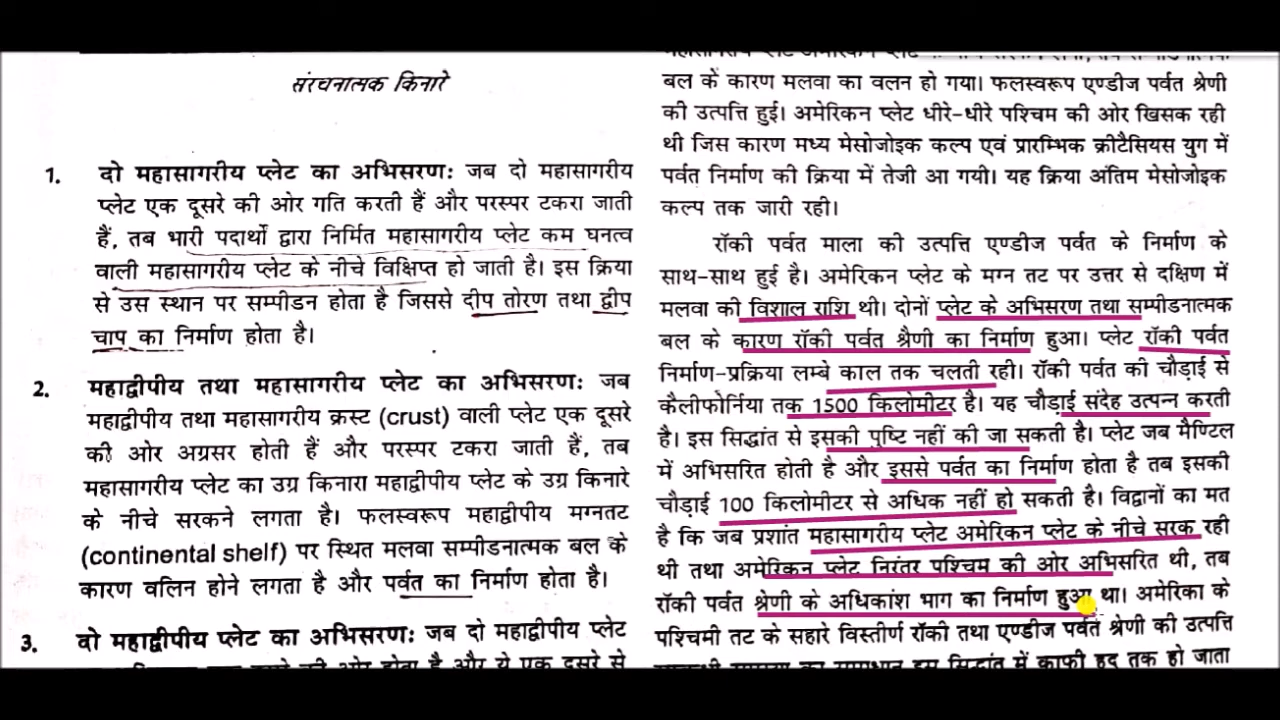 संरचनात्मक किनारे
1. दो महासागरीय प्लेट का अभिसरण: जब दो महासागरीय
प्लेट एक दूसरे की ओर गति करती हैं और परस्पर टकरा जाती
हैं, तब भारी पदार्थो द्वारा निर्मित महासागरीय प्लेट कम घनत्व
वाली महासागरीय प्लेट के नीचे विक्षिप्त हो जाती है। इस क्रिया
से उस स्थान पर सम्पीडन होता है जिससे दीप तोरण तथा द्वीप
चाप का निर्माण होता है।
2. महाद्वीपीय तथा महासागरीय प्लेट का अभिसरण: जब
महाद्वीपीय तथा महासागरीय क्रस्ट (crust) वाली प्लेट एक दूसरे
की ओर अग्रसर होती हैं और परस्पर टकरा जाती हैं, तब
महासागरीय प्लेट का उग्र किनारा महाद्वीपीय प्लेट के उग्र किनारे
के नीचे सरकने लगता है। फलस्वरूप महाद्वीपीय मग्नतट
(continental shelf) पर स्थित मलवा सम्पीडनात्मक बल के
कारण वलिन होने लगता है और पर्वत का निर्माण होता है।
3. दो महाद्वीपीय प्लेट का अभिसरण: जब दो महाद्वीपीय प्लेट
की ओर होता है और ये एक दूसरे से
बल के कारण मलवा का वलन हो गया। फलस्वरूप एण्डीज पर्वत श्रेणी
की उत्पत्ति हुई। अमेरिकन प्लेट धीरे-धीरे पश्चिम की ओर खिसक रही
थी जिस कारण मध्य मेसोजोइक कल्प एवं प्रारम्भिक क्रीटैसियस युग में
पर्वत निर्माण की क्रिया में तेजी आ गयी। यह क्रिया अंतिम मेसोजोइक
कल्प तक जारी रही।
रॉकी पर्वत माला की उत्पत्ति एण्डीज पर्वत के निर्माण के
साथ-साथ हुई है। अमेरिकन प्लेट के मग्न तट पर उत्तर से दक्षिण में
मलवा की विशाल राशि थी। दोनों प्लेट के अभिसरण तथा सम्पीडनात्मक
बल के कारण रॉकी पर्वत श्रेणी का निर्माण हुआ। प्लेट रॉकी पर्वत
निर्माण-प्रक्रिया लम्बे काल तक चलती रही। रॉकी पर्वत की चौड़ाई से
कैलीफोर्निया तक 1500 किलोमीटर है। यह चौड़ाई संदेह उत्पन्न करती
है। इस सिद्धांत से इसकी पुष्टि नहीं की जा सकती है। प्लेट जब मैण्टिल
में अभिसरित होती है और इससे पर्वत का निर्माण होता है तब इसकी
चौड़ाई 100 किलोमीटर से अधिक नहीं हो सकती है। विद्वानों का मत
है कि जब प्रशांत महासागरीय प्लेट अमेरिकन प्लेट के नीचे सरक रही
थी तथा अमेरिकन प्लेट निरंतर पश्चिम की ओर अभिसरित थी, तब
रॉकी पर्वत श्रेणी के अधिकांश भाग का निर्माण हुआ था। अमेरिका के
पश्चिमी तट के सहारे विस्तीर्ण रॉकी तथा एण्डीज पर्वत श्रेणी की उत्पत्ति
का समाधान इस सिद्धांत में काफी हद तक हो जाता